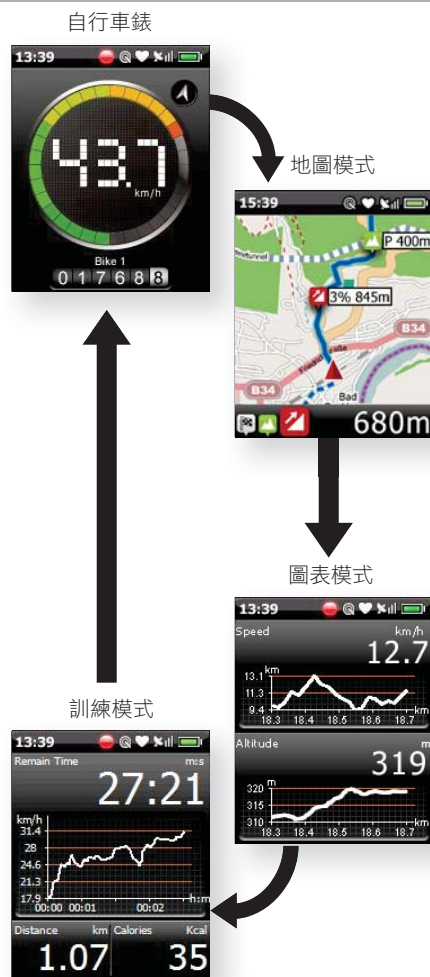 自行車錶
13:39
43.7
km/h
Bike 1
017688
地圖模式
15:39
P 400m
3% 845m
B34
B34
Bad
680m
圖表模式
13:39
Speed km/h
12.7
km
13.1
11.3
9.4
18.3 18.4 18.5 18.6 18.7 km
Altitude m
319
m
320
315
310
18.3 18.4 18.5 18.6 18.7 km
訓練模式
13:39
Remain Time m:s
27:21
km/h
31.4
28
24.6
21.3
17.9
00:00 00:01 00:02 h:m
Distance km Calories Kcal
1.07 35